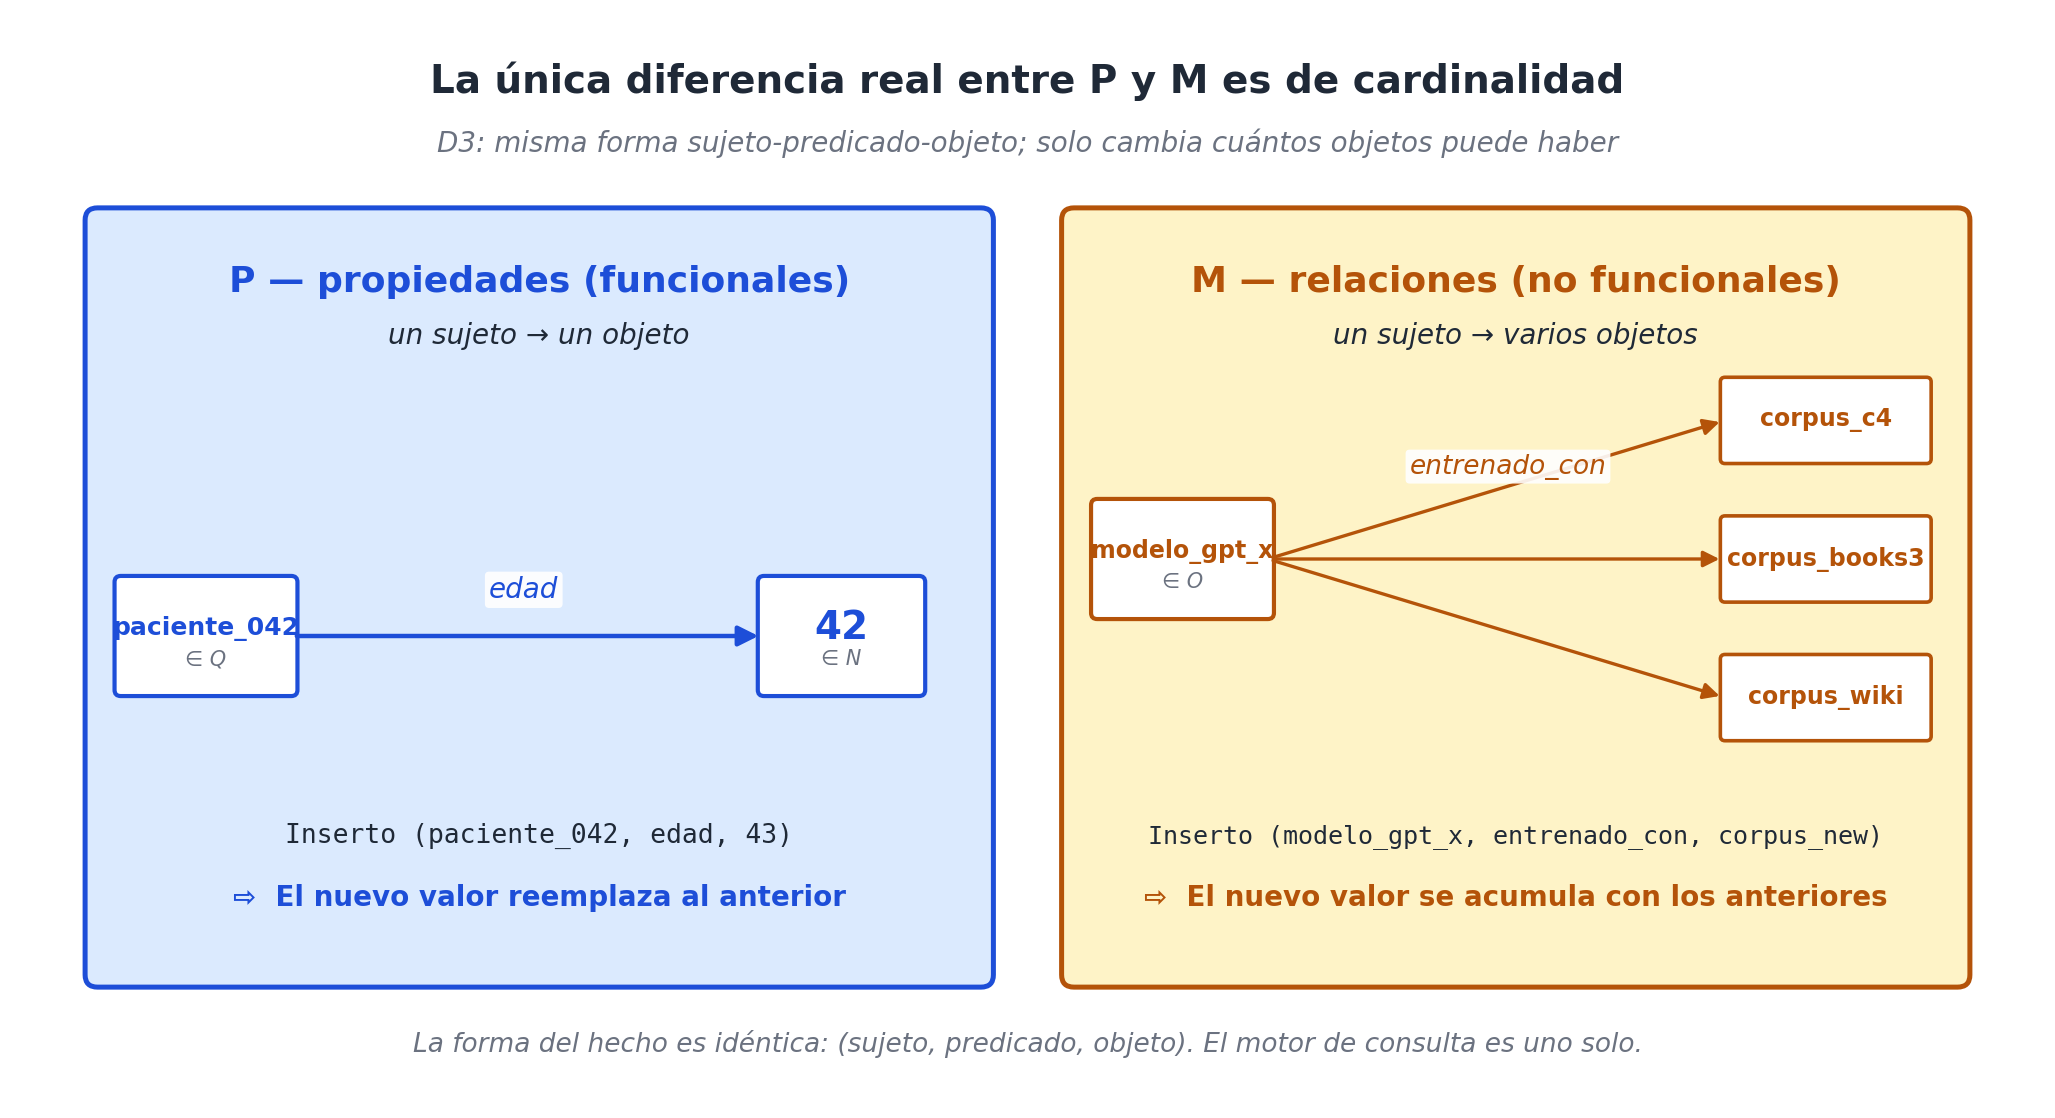 La única diferencia real entre P y M es de cardinalidad
D3: misma forma sujeto-predicado-objeto; solo cambia cuántos objetos puede haber
P — propiedades (funcionales)
un sujeto → un objeto
paciente_042
∈ Q
edad
42
∈ N
Inserto (paciente_042, edad, 43)
⇨ El nuevo valor reemplaza al anterior
M — relaciones (no funcionales)
un sujeto → varios objetos
modelo_gpt_x
∈ O
entrenado_con
corpus_c4
corpus_books3
corpus_wiki
Inserto (modelo_gpt_x, entrenado_con, corpus_new)
⇨ El nuevo valor se acumula con los anteriores
La forma del hecho es idéntica: (sujeto, predicado, objeto). El motor de consulta es uno solo.